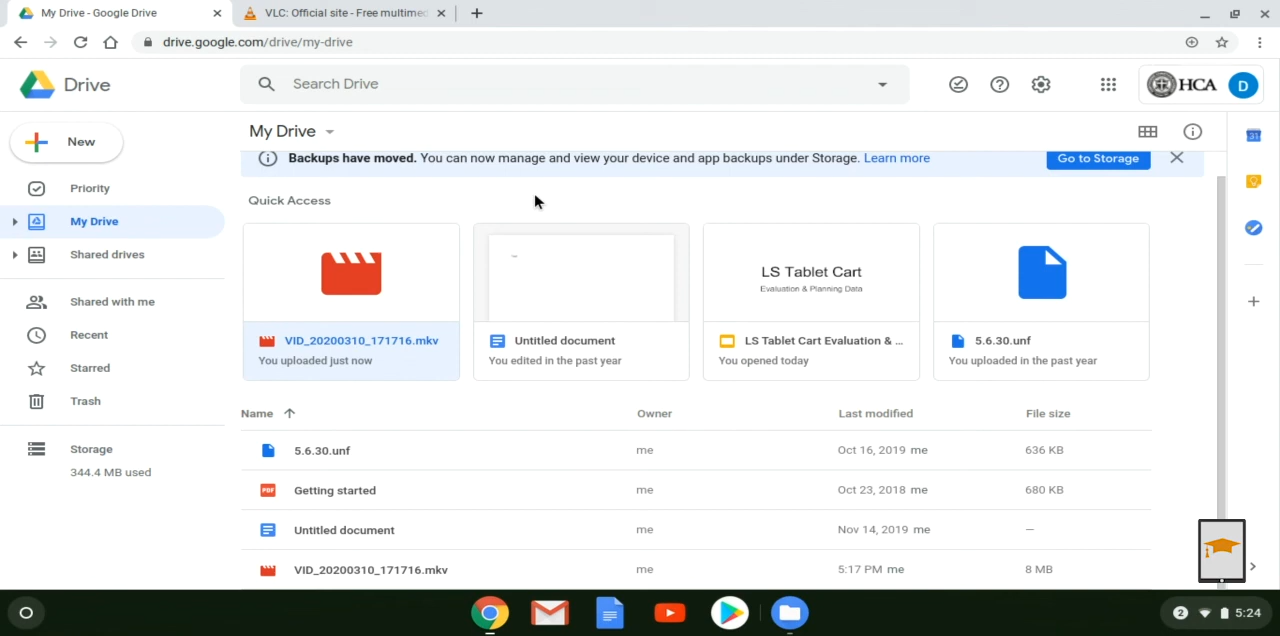 My Drive - Google Drive
VLC: Official site - Free multimed
drive.google.com/drive/my-drive
Drive
Search Drive
HCA
D
New
My Drive
Backups have moved. You can now manage and view your device and app backups under Storage. Learn more
Go to Storage
Priority
My Drive
Shared drives
Shared with me
Recent
Starred
Trash
Storage
344.4 MB used
Quick Access
LS Tablet Cart
Evaluation & Planning Data
VID_20200310_171716.mkv
You uploaded just now
Untitled document
You edited in the past year
LS Tablet Cart Evaluation & ...
You opened today
5.6.30.unf
You uploaded in the past year
Name Owner Last modified File size
5.6.30.unf me Oct 16, 2019 me 636 KB
PDF Getting started me Oct 23, 2018 me 680 KB
Untitled document me Nov 14, 2019 me —
VID_20200310_171716.mkv me 5:17 PM me 8 MB
31
2
5:24